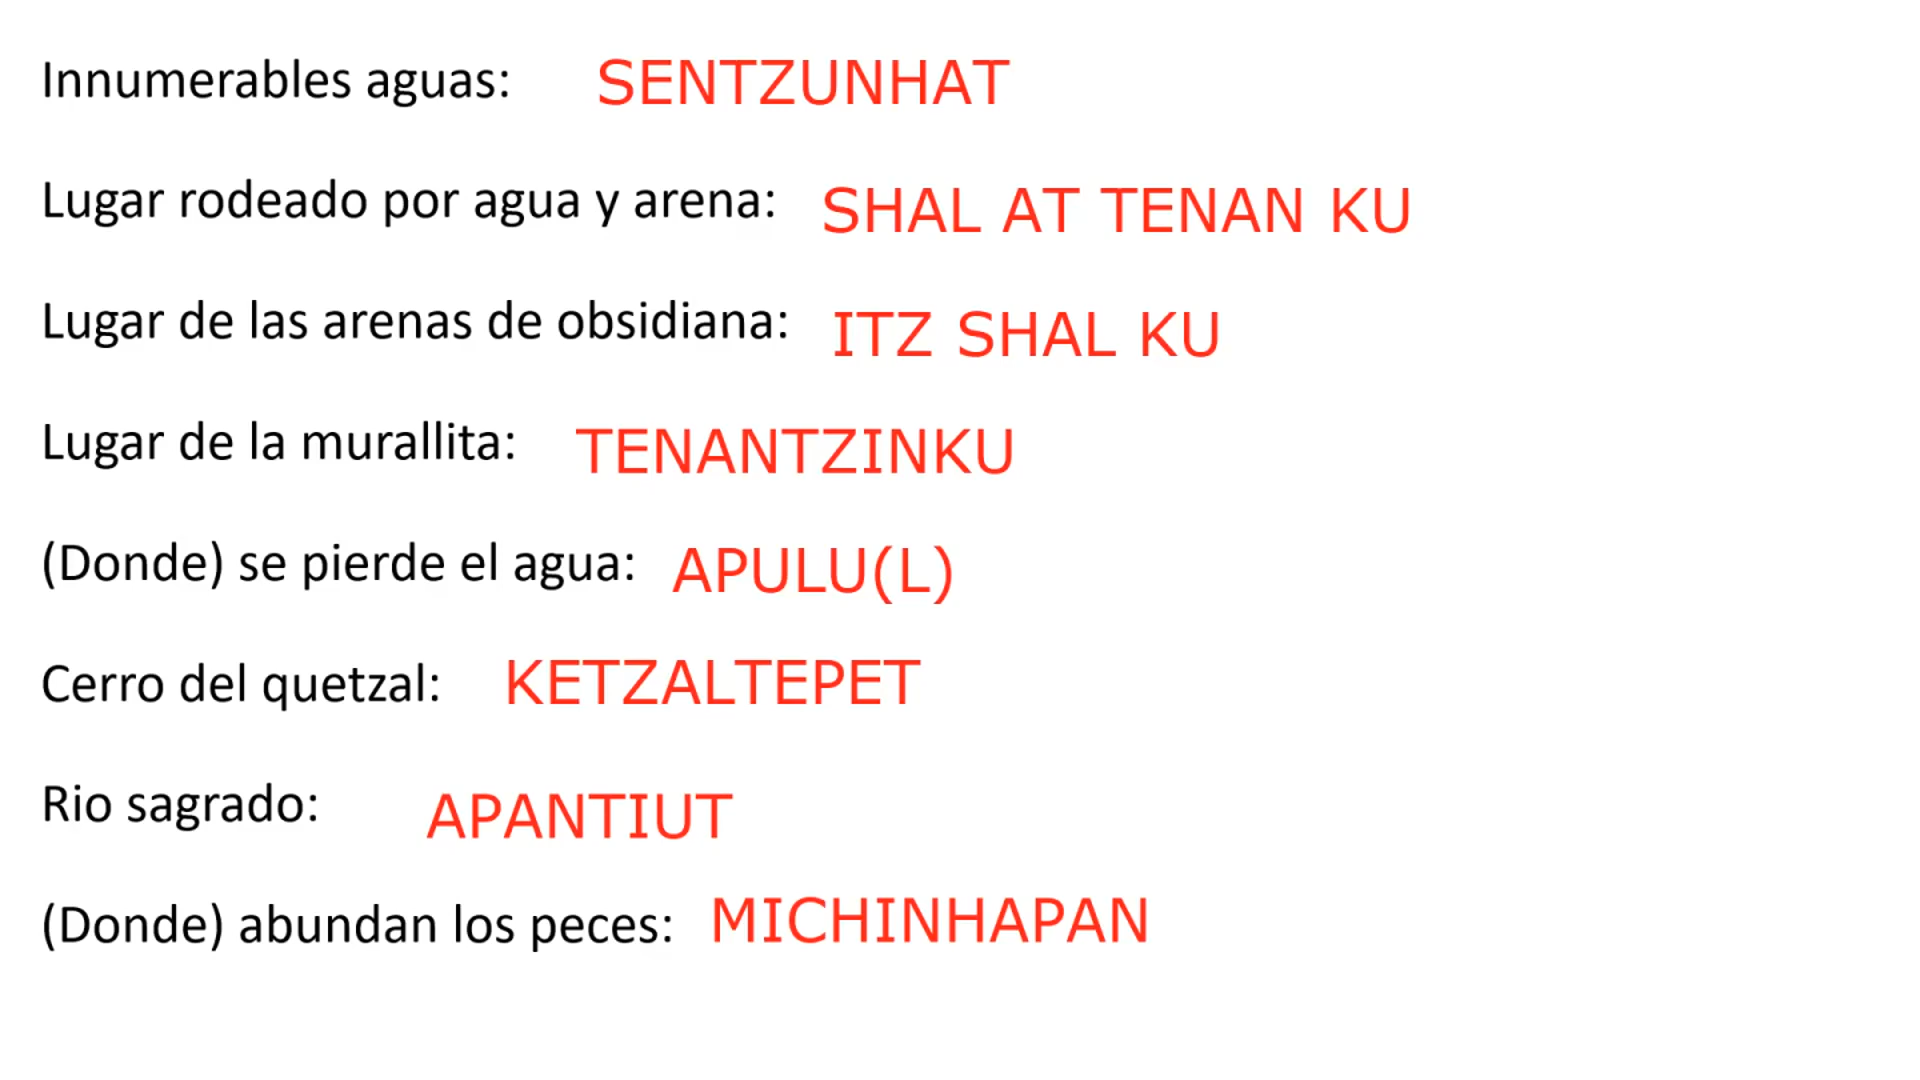 Innumerables aguas: SENTZUNHAT
Lugar rodeado por agua y arena: SHAL AT TENAN KU
Lugar de las arenas de obsidiana: ITZ SHAL KU
Lugar de la murallita: TENANTZINKU
(Donde) se pierde el agua: APULU(L)
Cerro del quetzal: KETZALTEPET
Rio sagrado: APANTIUT
(Donde) abundan los peces: MICHINHAPAN